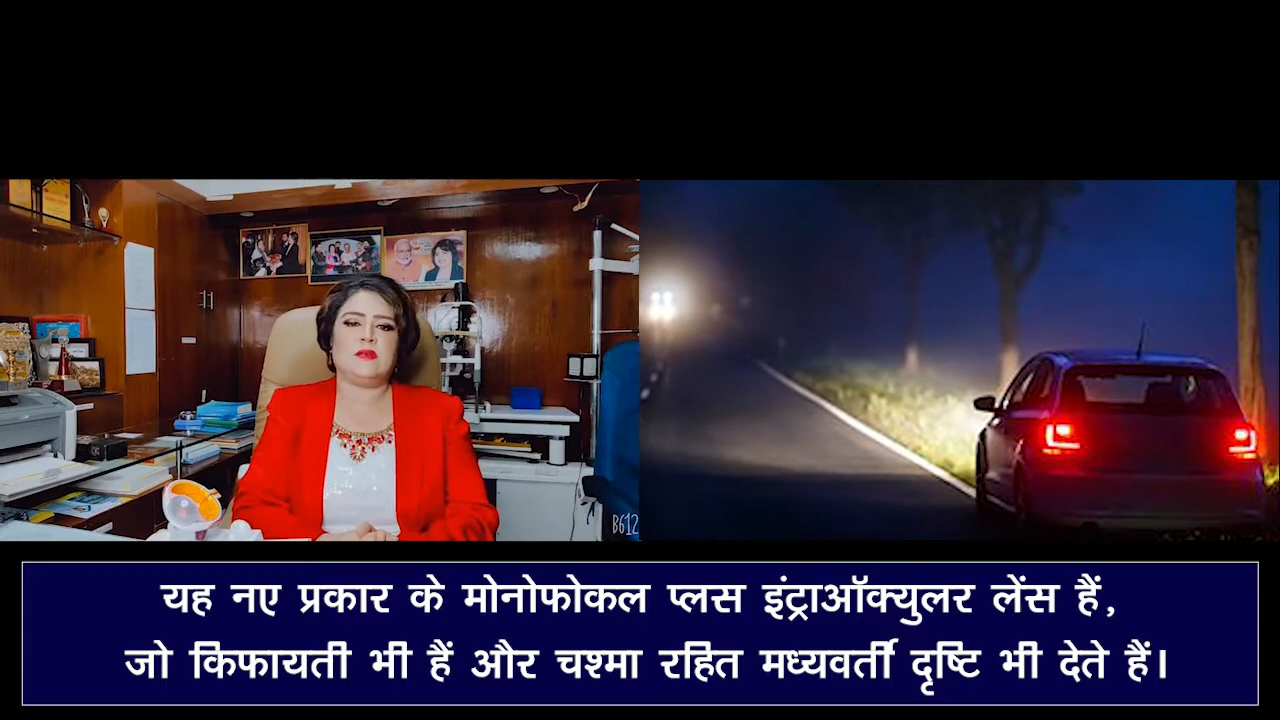 B612
यह नए प्रकार के मोनोफोकल प्लस इंट्राऑक्युलर लेंस हैं,
जो किफायती भी हैं और चश्मा रहित मध्यवर्ती दृष्टि भी देते हैं।